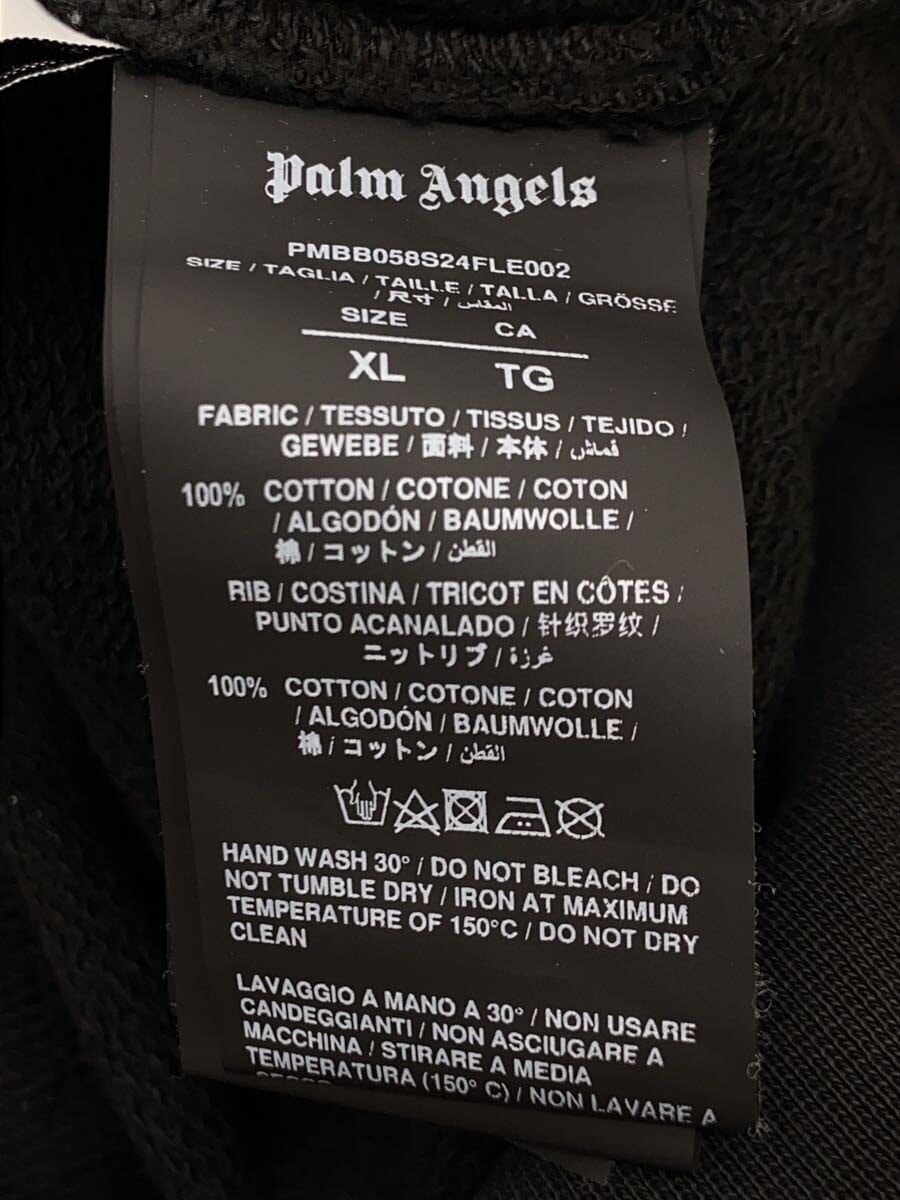 Palm Angels
PMBB058S24FLE002
SIZE / TAGLIA / TAILLE / TALLA / GRÖSSE
/ 尺寸 / المقاس
SIZE CA
XL TG
FABRIC / TESSUTO / TISSUS / TEJIDO /
GEWEBE / 面料 / 本体 / قماش
100% COTTON / COTONE / COTON
/ ALGODÓN / BAUMWOLLE /
棉 / コットン / القطن
RIB / COSTINA / TRICOT EN CÔTES /
PUNTO ACANALADO / 针织罗纹 /
ニットリブ / غرزة
100% COTTON / COTONE / COTON
/ ALGODÓN / BAUMWOLLE /
棉 / コットン / القطن
HAND WASH 30° / DO NOT BLEACH / DO
NOT TUMBLE DRY / IRON AT MAXIMUM
TEMPERATURE OF 150°C / DO NOT DRY
CLEAN
LAVAGGIO A MANO A 30° / NON USARE
CANDEGGIANTI / NON ASCIUGARE A
MACCHINA / STIRARE A MEDIA
TEMPERATURA (150° C) / NON LAVARE A